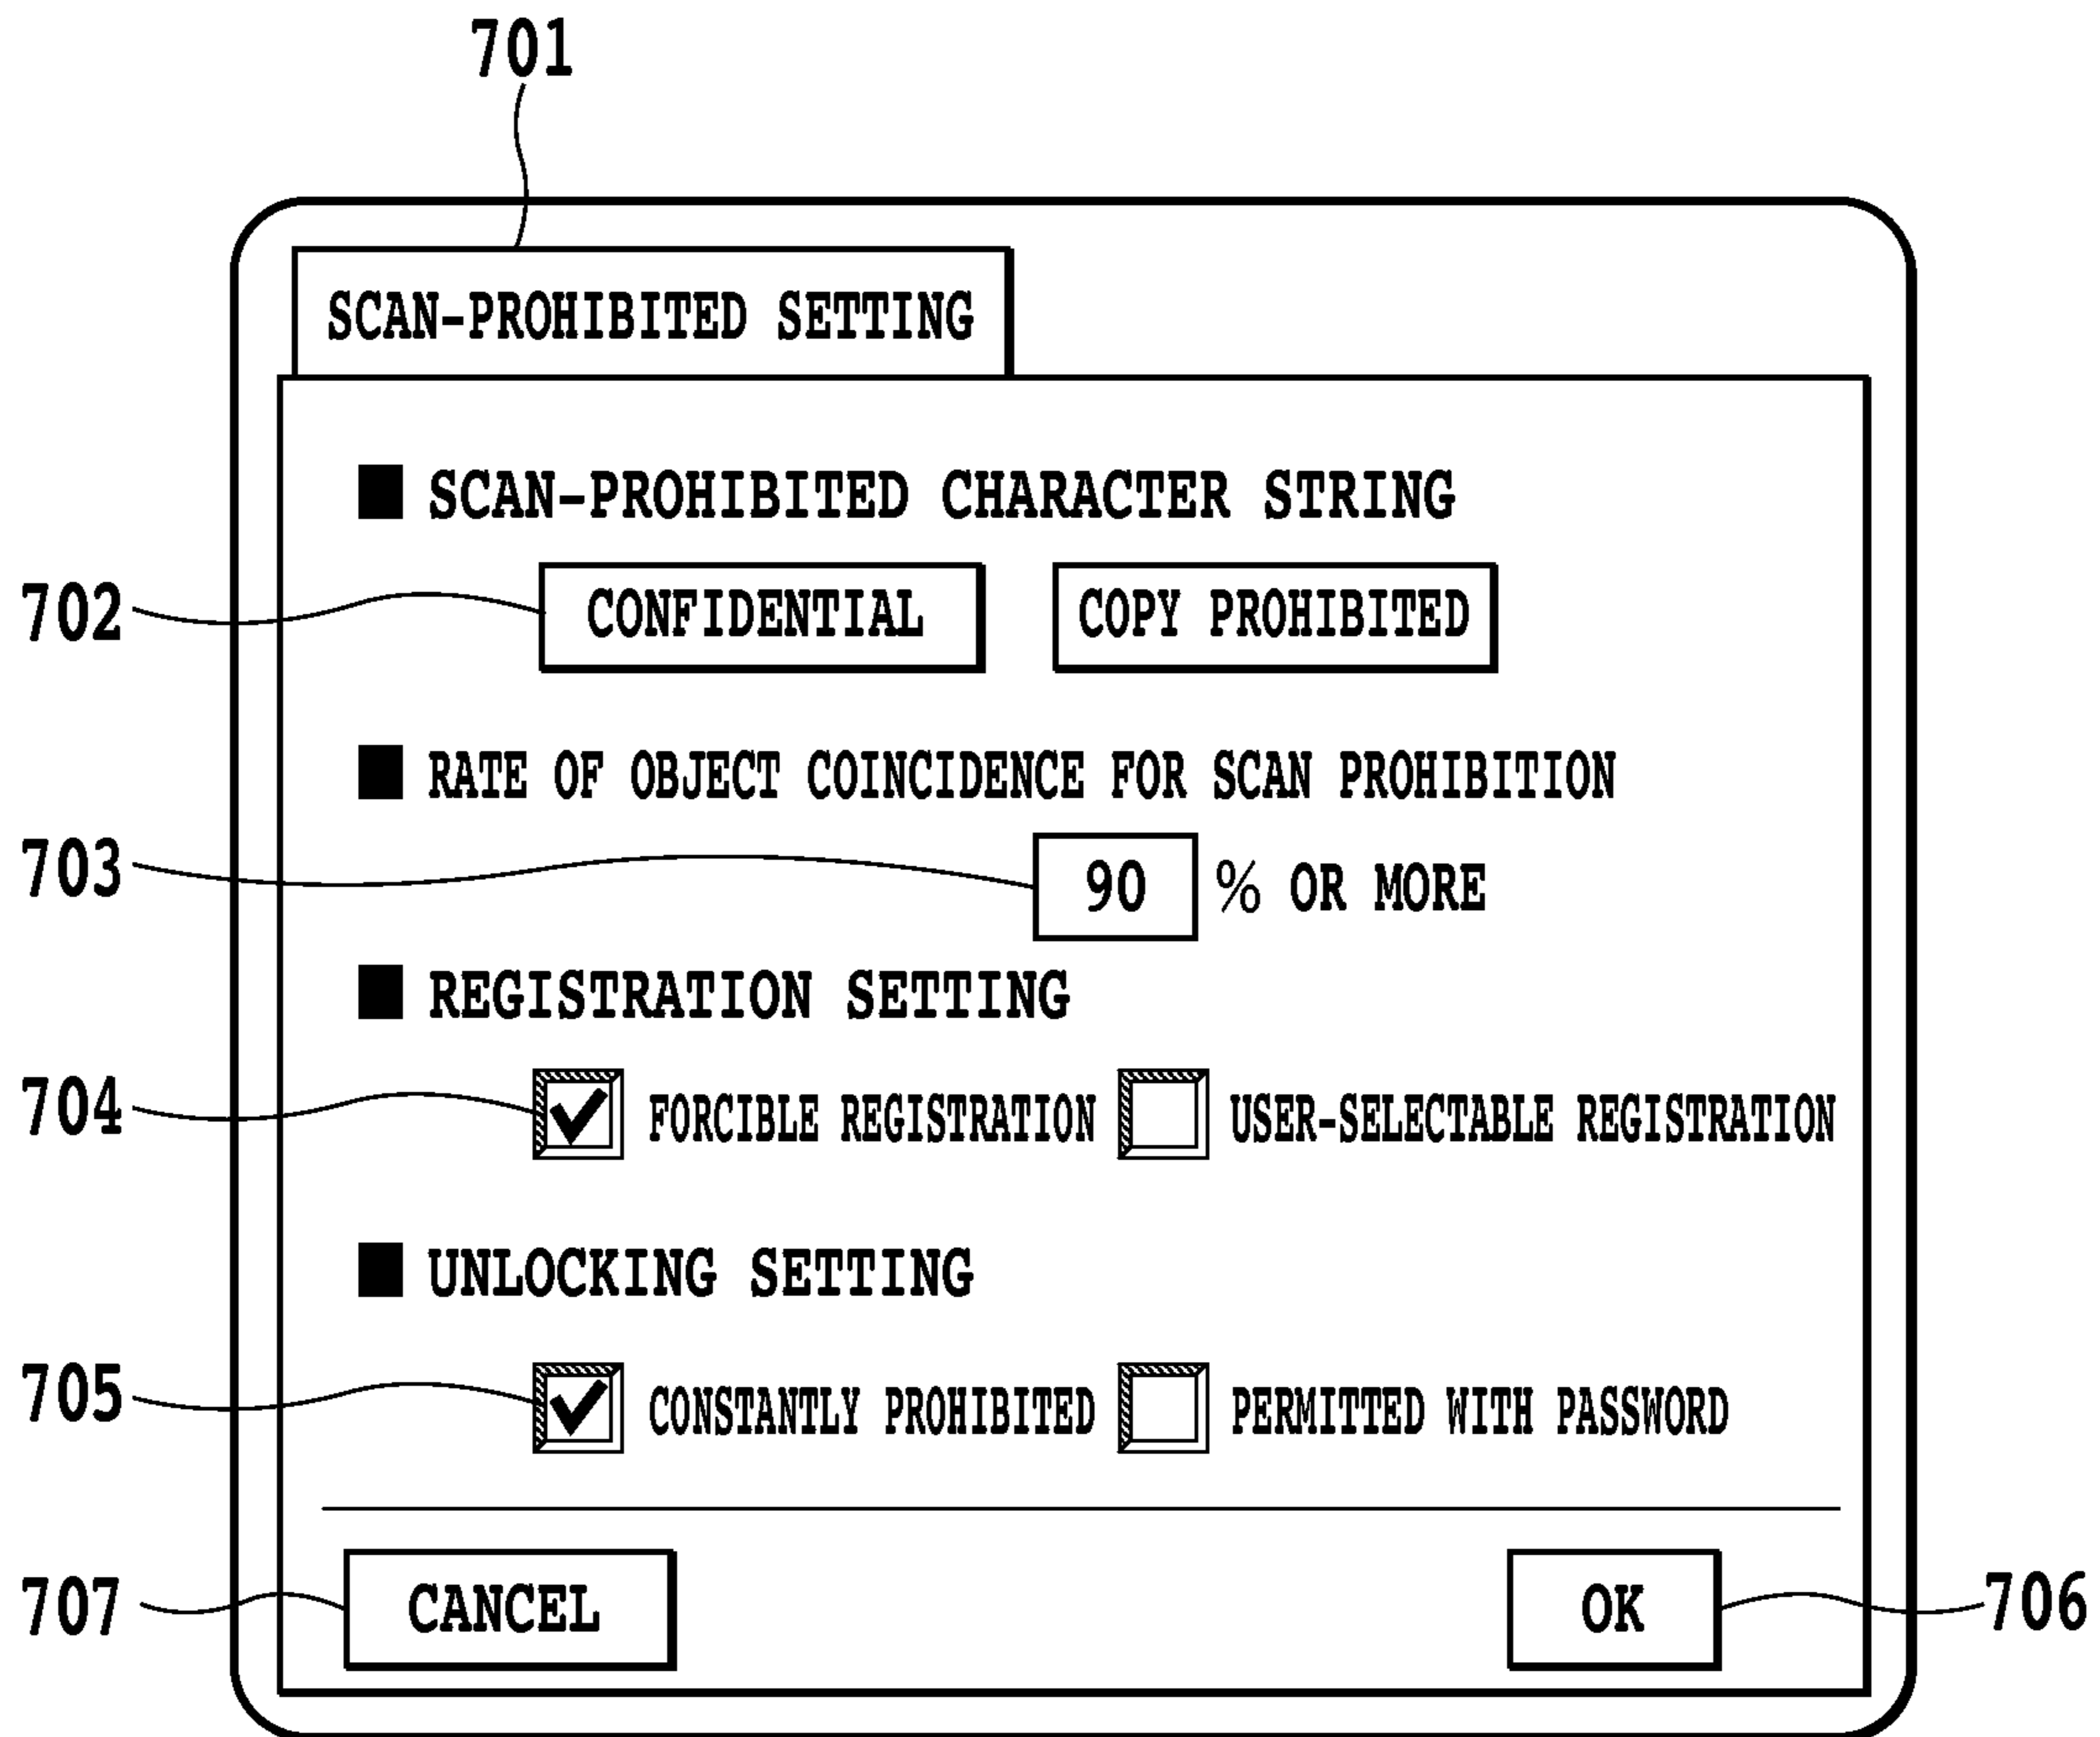 701
SCAN-PROHIBITED SETTING
■ SCAN-PROHIBITED CHARACTER STRING
702 CONFIDENTIAL COPY PROHIBITED
■ RATE OF OBJECT COINCIDENCE FOR SCAN PROHIBITION
703 90 % OR MORE
■ REGISTRATION SETTING
704 FORCIBLE REGISTRATION USER-SELECTABLE REGISTRATION
■ UNLOCKING SETTING
705 CONSTANTLY PROHIBITED PERMITTED WITH PASSWORD
707 CANCEL OK 706